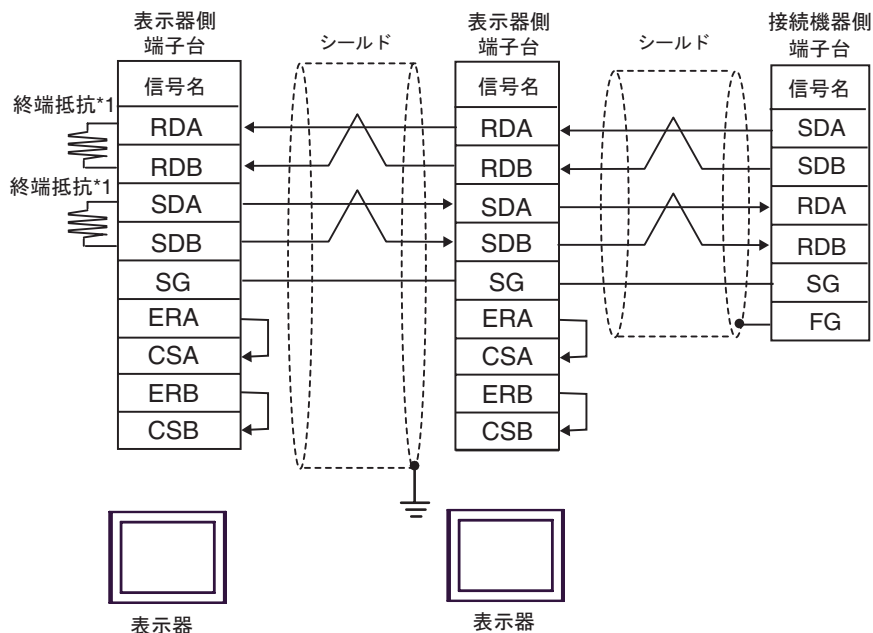 表示器側
端子台
信号名
RDA
RDB
SDA
SDB
SG
ERA
CSA
ERB
CSB
終端抵抗*1
終端抵抗*1
シールド
表示器側
端子台
信号名
RDA
RDB
SDA
SDB
SG
ERA
CSA
ERB
CSB
シールド
接続機器側
端子台
信号名
SDA
SDB
RDA
RDB
SG
FG
表示器
表示器